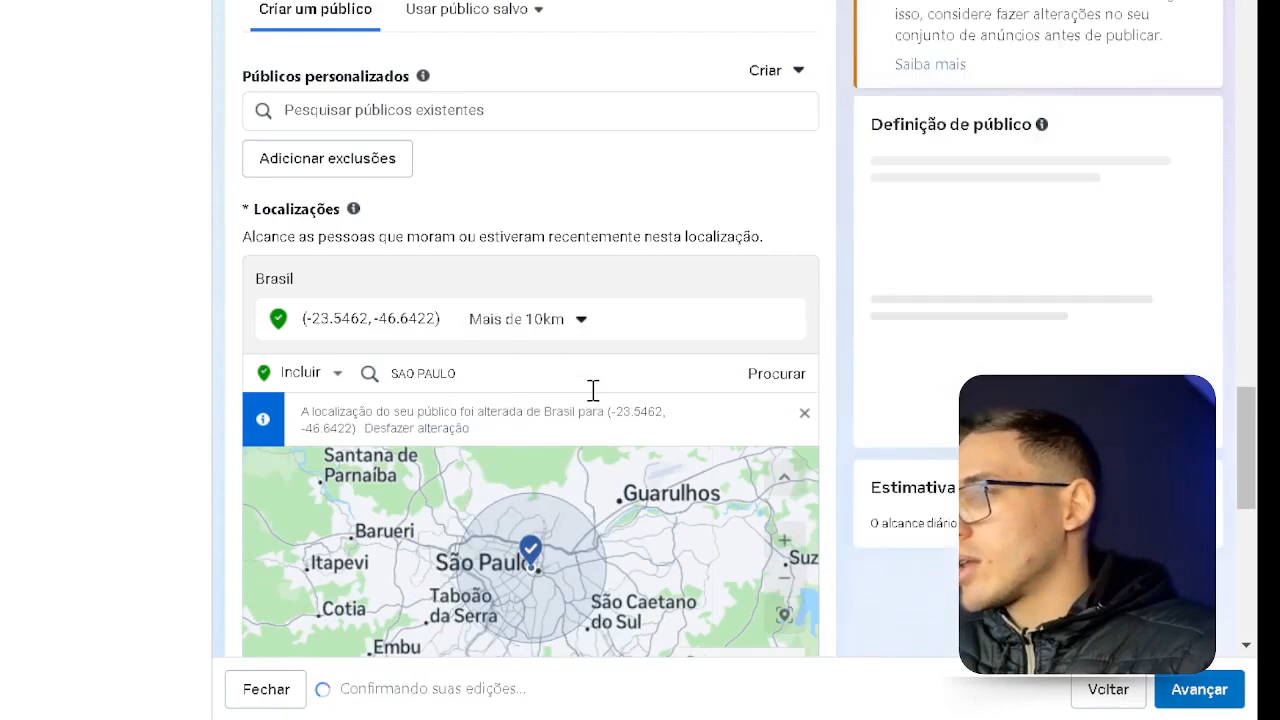 Criar um público
Usar público salvo
isso, considere fazer alterações no seu
conjunto de anúncios antes de publicar.
Saiba mais
Públicos personalizados
Criar
Pesquisar públicos existentes
Adicionar exclusões
Definição de público
* Localizações
Alcance as pessoas que moram ou estiveram recentemente nesta localização.
Brasil
(-23.5462, -46.6422)
Mais de 10km
Incluir
SAO PAULO
Procurar
A localização do seu público foi alterada de Brasil para (-23.5462,
-46.6422). Desfazer alteração
Santana de
Parnaíba
Guarulhos
Barueri
Itapevi
São Paulo
Suz
Cotia
Taboão
da Serra
São Caetano
do Sul
Embu
Estimativa
O alcance diário
Fechar
Confirmando suas edições...
Voltar
Avançar